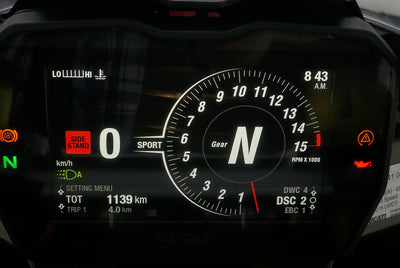 LO HI
8 43
A.M.
SIDE
STAND
0
km/h
A
SPORT
Gear
N
1
2
3
4
5
6
7
8
9
10
11
12
13
14
15
RPM X 1000
N
SETTING MENU
TOT 1139 km
TRIP 1 4.0 km
DWC 4
DSC 2
EBC 1
DUCATI